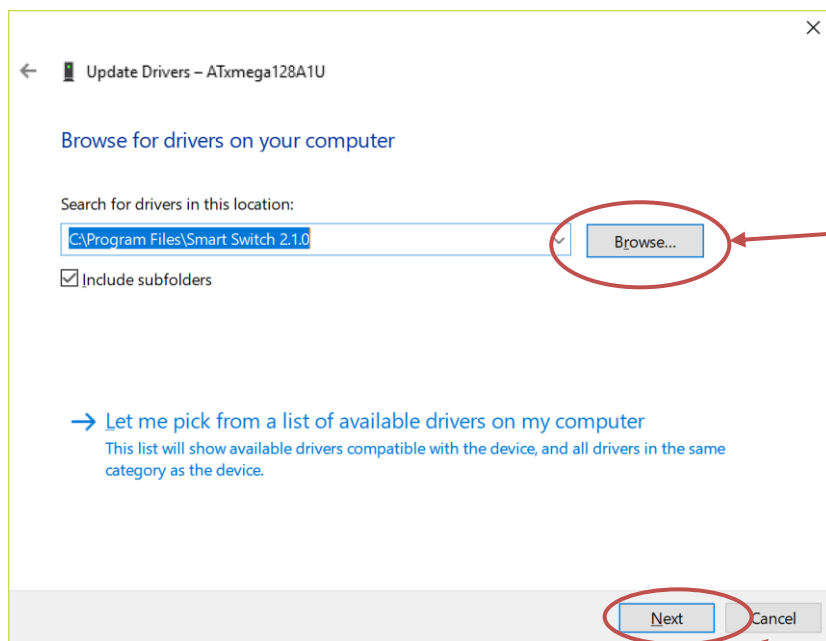 Update Drivers – ATxmega128A1U
Browse for drivers on your computer
Search for drivers in this location:
C:\Program Files\Smart Switch 2.1.0
Browse...
Include subfolders
Let me pick from a list of available drivers on my computer
This list will show available drivers compatible with the device, and all drivers in the same
category as the device.
Next
Cancel